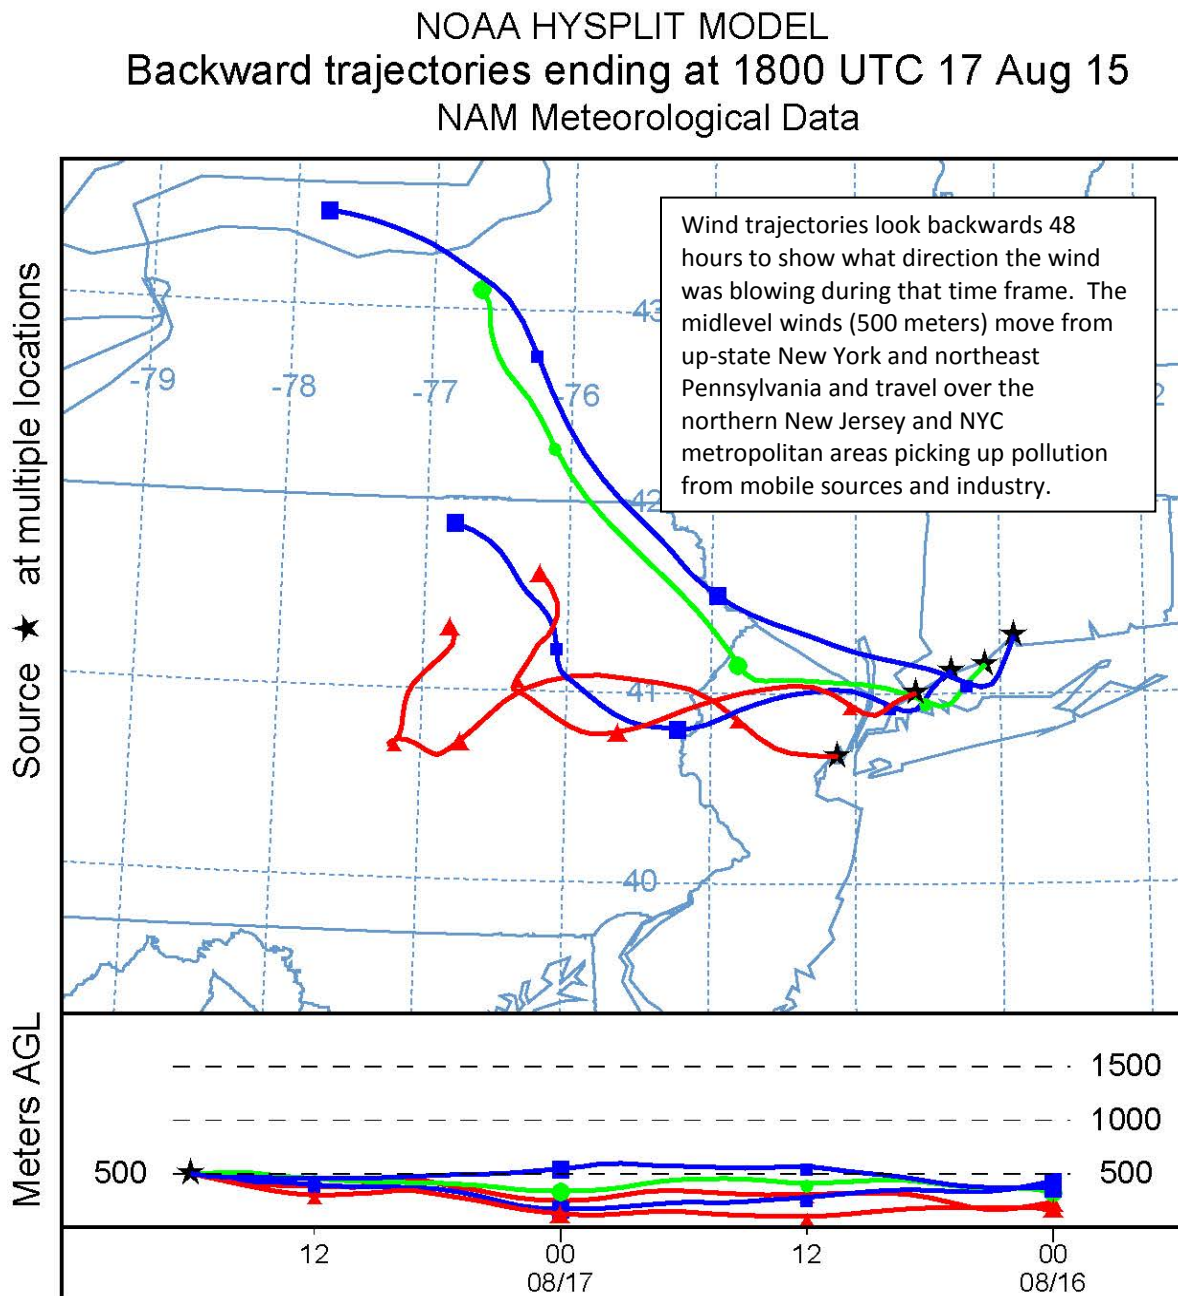 NOAA HYSPLIT MODEL
Backward trajectories ending at 1800 UTC 17 Aug 15
NAM Meteorological Data
Source ★ at multiple locations
Wind trajectories look backwards 48
hours to show what direction the wind
was blowing during that time frame.  The
midlevel winds (500 meters) move from
up-state New York and northeast
Pennsylvania and travel over the
northern New Jersey and NYC
metropolitan areas picking up pollution
from mobile sources and industry.
43
-79
-78
-77
-76
2
42
41
40
Meters AGL
1500
1000
500
500
12
00
12
00
08/17
08/16